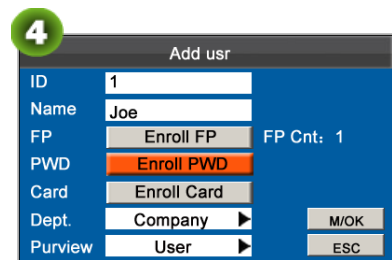 4
Add usr
ID 1
Name Joe
FP Enroll FP FP Cnt: 1
PWD Enroll PWD
Card Enroll Card
Dept. Company M/OK
Purview User ESC